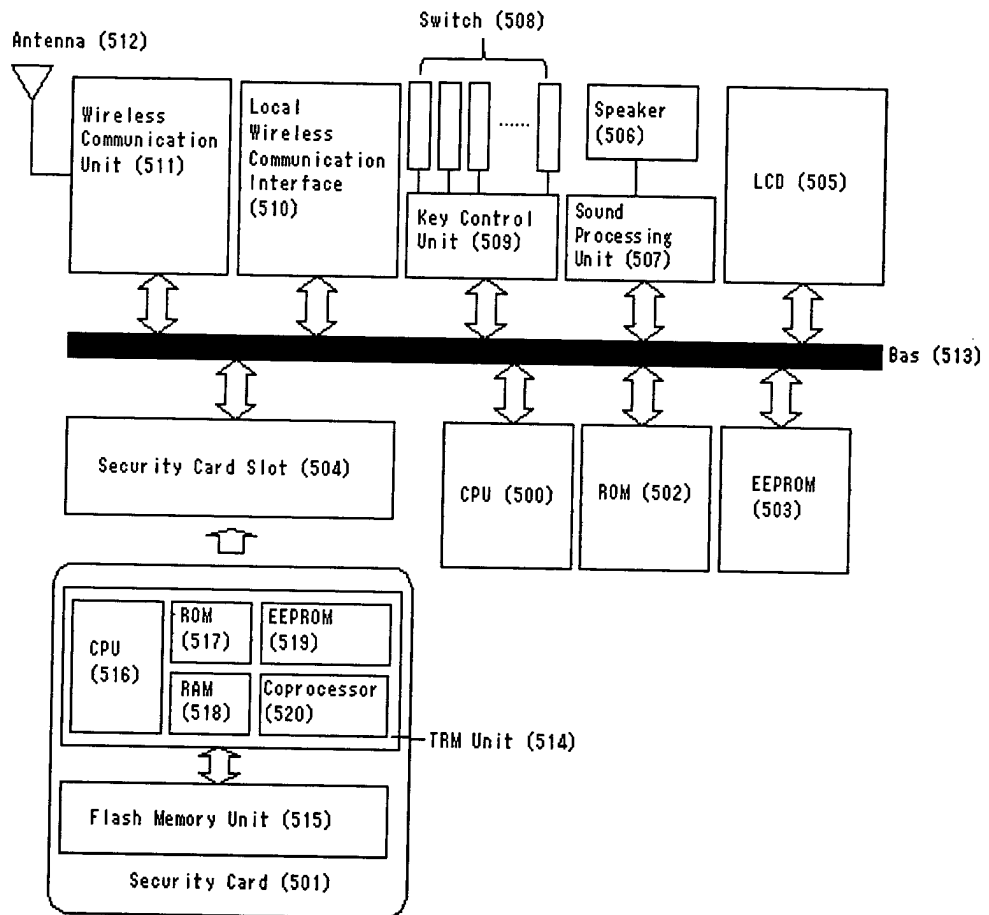 Switch (508)
Antenna (512)
Wireless
Communication
Unit (511)
Local
Wireless
Communication
Interface
(510)
......
Key Control
Unit (509)
Speaker
(506)
Sound
Processing
Unit (507)
LCD (505)
Bas (513)
Security Card Slot (504)
CPU (500)
ROM (502)
EEPROM
(503)
CPU
(516)
ROM
(517)
EEPROM
(519)
RAM
(518)
Coprocessor
(520)
TRM Unit (514)
Flash Memory Unit (515)
Security Card (501)